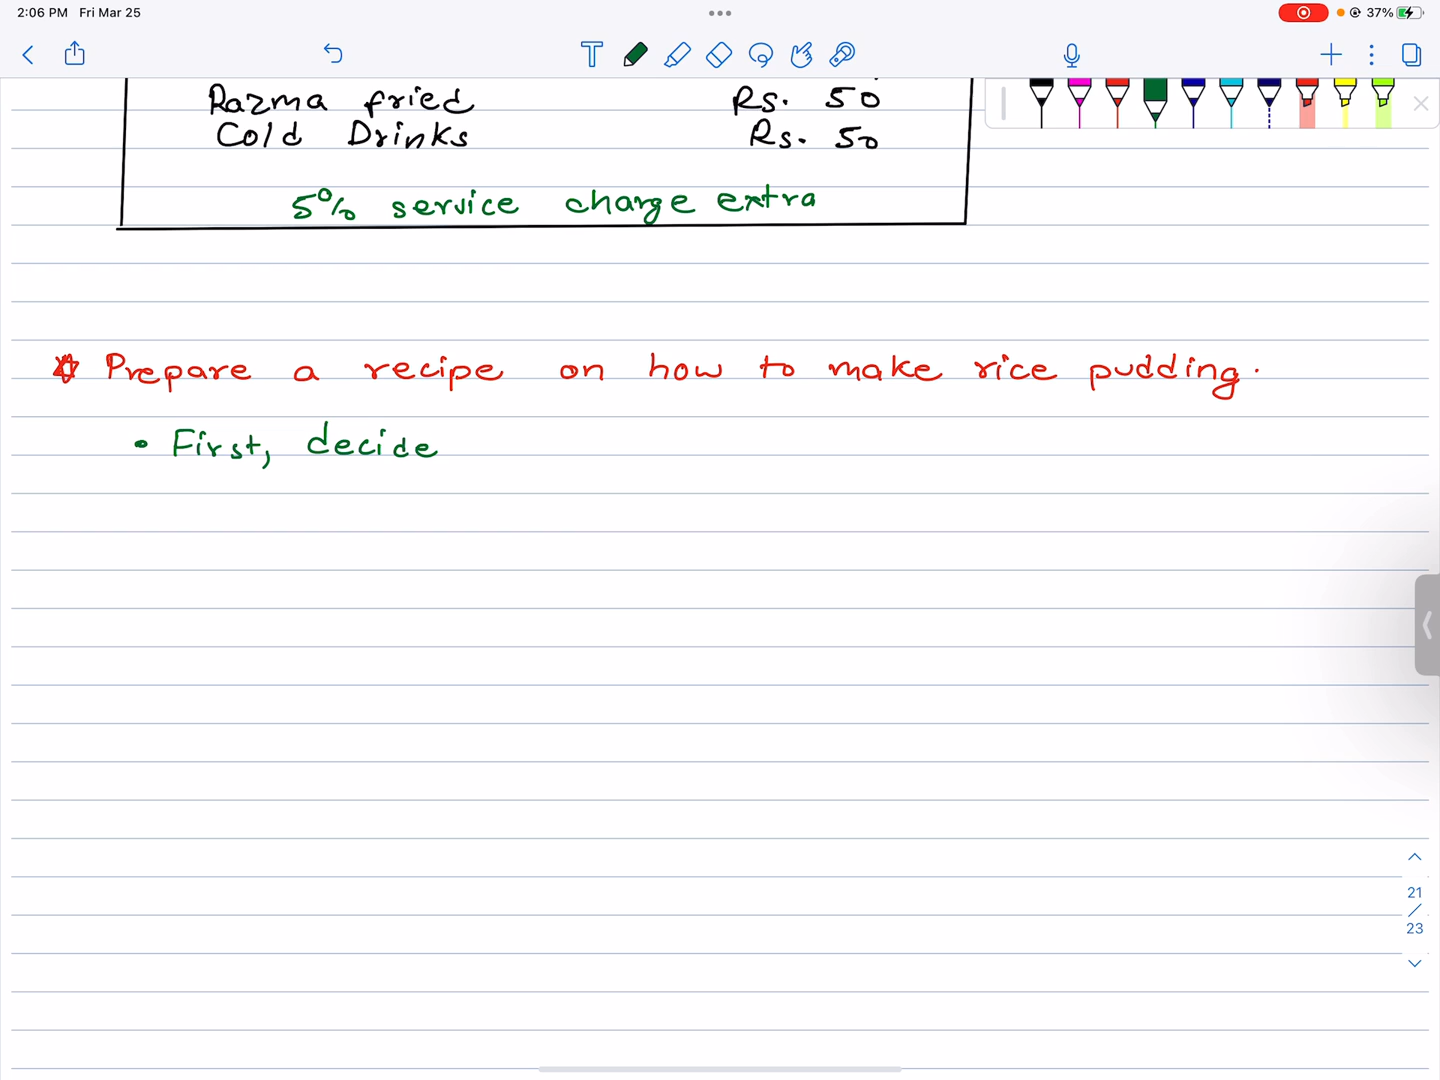 2:06 PM Fri Mar 25
37%
Razma fried Rs. 50
Cold Drinks Rs. 50
5% service charge extra
Prepare a recipe on how to make rice pudding.
• First, decide
21
/
23